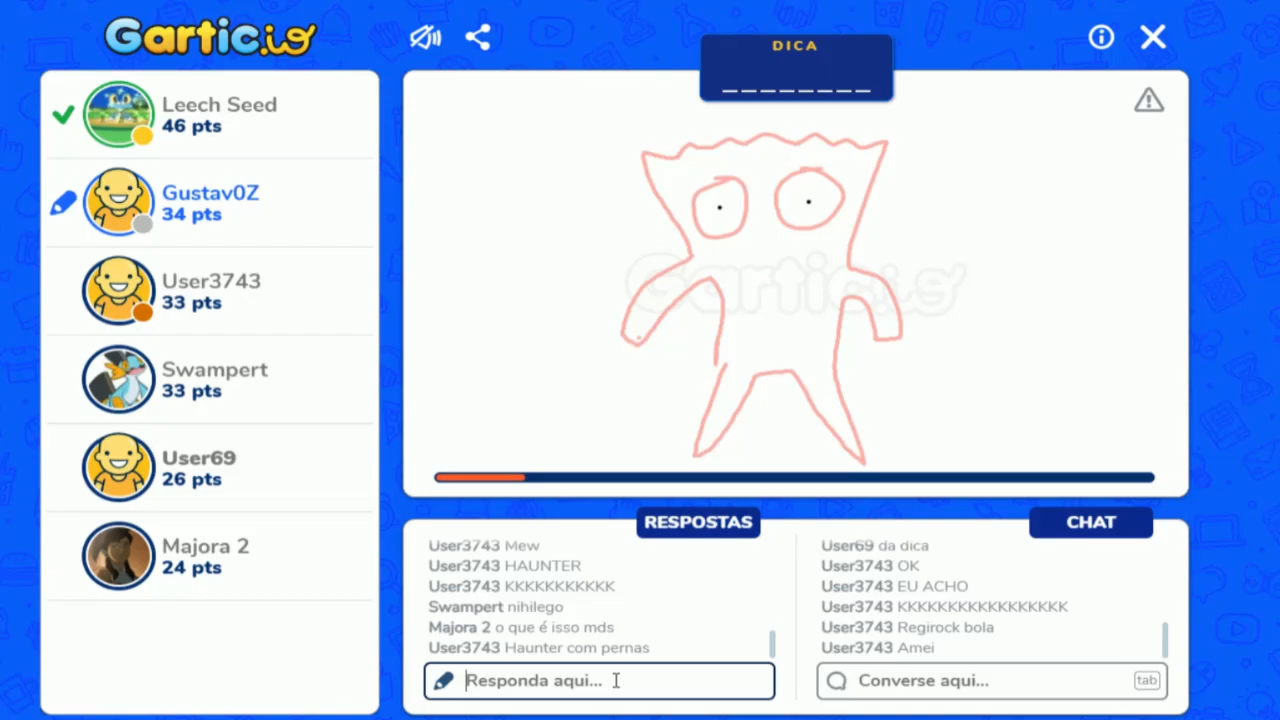 Gartic.io
DICA
_ _ _ _ _ _ _ _
Leech Seed
46 pts
Gustav0Z
34 pts
User3743
33 pts
Swampert
33 pts
User69
26 pts
Majora 2
24 pts
Gartic.io
RESPOSTAS
User3743 Mew
User3743 HAUNTER
User3743 KKKKKKKKKKK
Swampert nihilego
Majora 2 o que é isso mds
User3743 Haunter com pernas
Responda aqui...
CHAT
User69 da dica
User3743 OK
User3743 EU ACHO
User3743 KKKKKKKKKKKKKKKKK
User3743 Regirock bola
User3743 Amei
Converse aqui...
tab